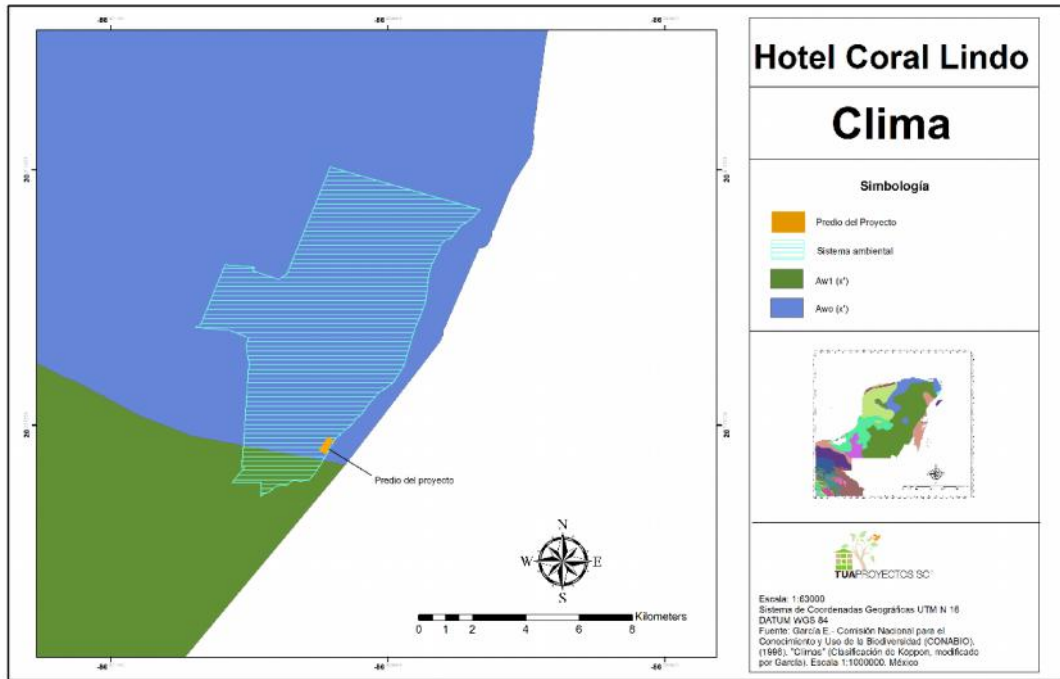 Hotel Coral Lindo
Clima
Simbología
Predio del Proyecto
Sistema ambiental
Aw1 (x')
Awo (x')
Predio del proyecto
N
W E
S
Kilometers
0 0.5 1 2 4 6 8
TUAPROYECTOS SC
Escala: 1:63000
Sistema de Coordenadas Geográficas UTM N 16
DATUM WGS 84
Fuente: García E.- Comisión Nacional para el
Conocimiento y Uso de la Biodiversidad (CONABIO),
(1998). "Climas" (Clasificación de Koppon, modificado
por García). Escala 1:1000000. México